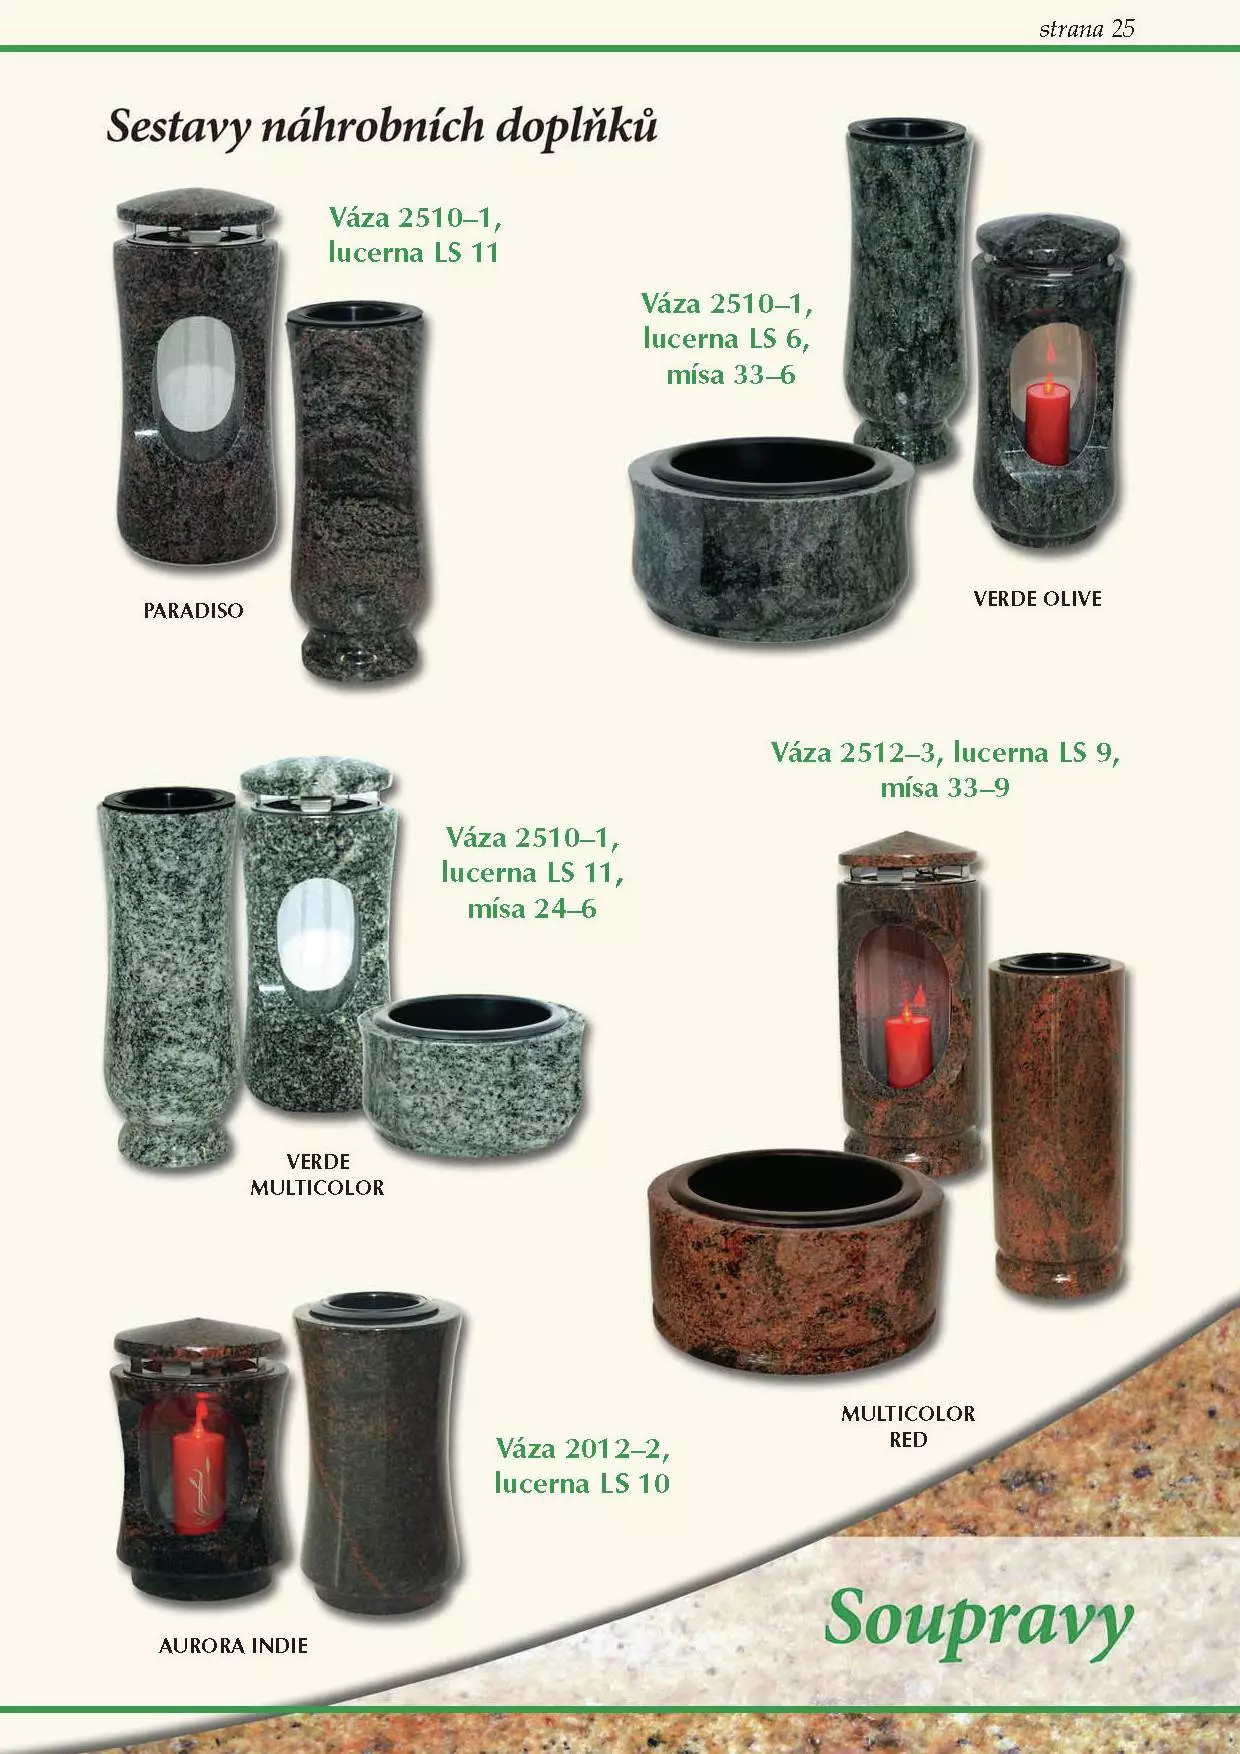 strana 25
Sestavy náhrobních doplňků
Váza 2510–1,
lucerna LS 11
PARADISO
Váza 2510–1,
lucerna LS 6,
mísa 33–6
VERDE OLIVE
Váza 2510–1,
lucerna LS 11,
mísa 24–6
VERDE
MULTICOLOR
Váza 2512–3, lucerna LS 9,
mísa 33–9
MULTICOLOR
RED
Váza 2012–2,
lucerna LS 10
AURORA INDIE
Soupravy